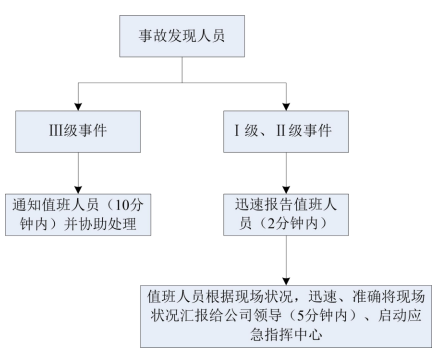 事故发现人员
Ⅲ级事件
Ⅰ级、Ⅱ级事件
通知值班人员（10分
钟内）并协助处理
迅速报告值班人
员（2分钟内）
值班人员根据现场状况，迅速、准确将现场
状况汇报给公司领导（5分钟内）、启动应
急指挥中心